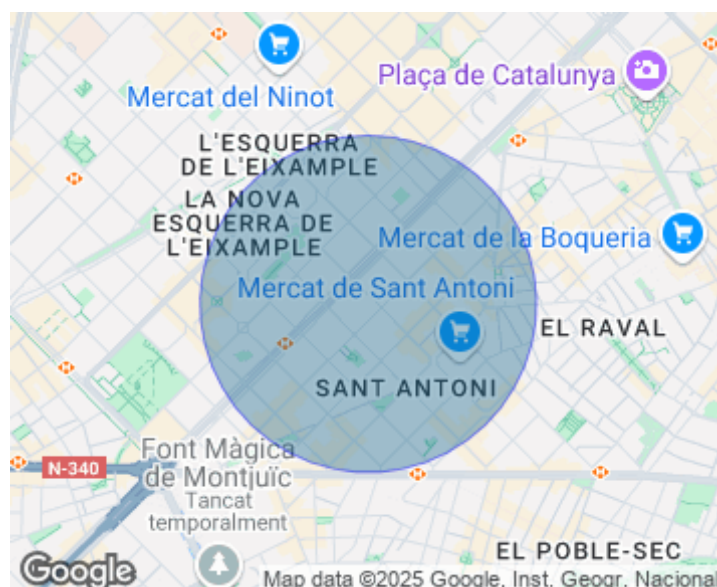 Plaça de Catalunya
Mercat del Ninot
L'ESQUERRA
DE L'EIXAMPLE
LA NOVA
ESQUERRA DE
L'EIXAMPLE
Mercat de la Boqueria
Mercat de Sant Antoni
EL RAVAL
SANT ANTONI
Font Màgica
de Montjuïc
Tancat
temporalment
N-340
EL POBLE-SEC
Google
Map data ©2025 Google, Inst. Geogr. Nacional